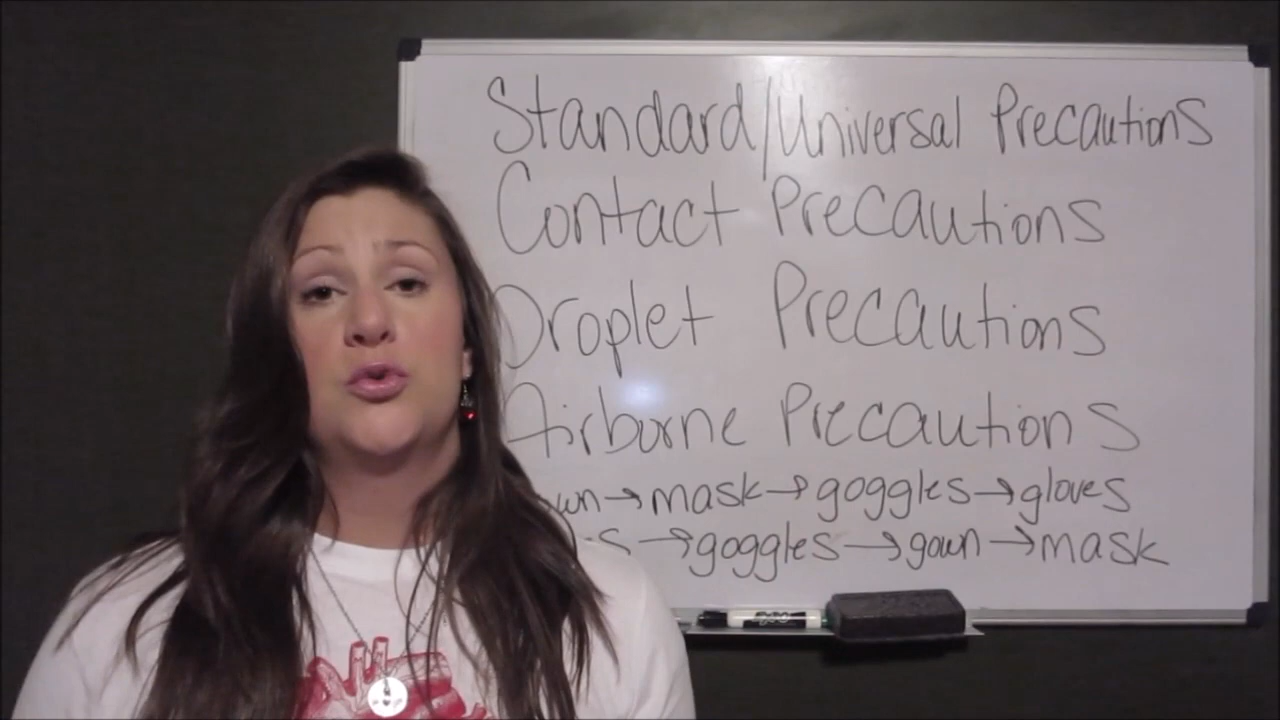 Standard/Universal Precautions
Contact Precautions
Droplet Precautions
Airborne Precautions
→ mask → goggles → gloves
→ goggles → gown → mask